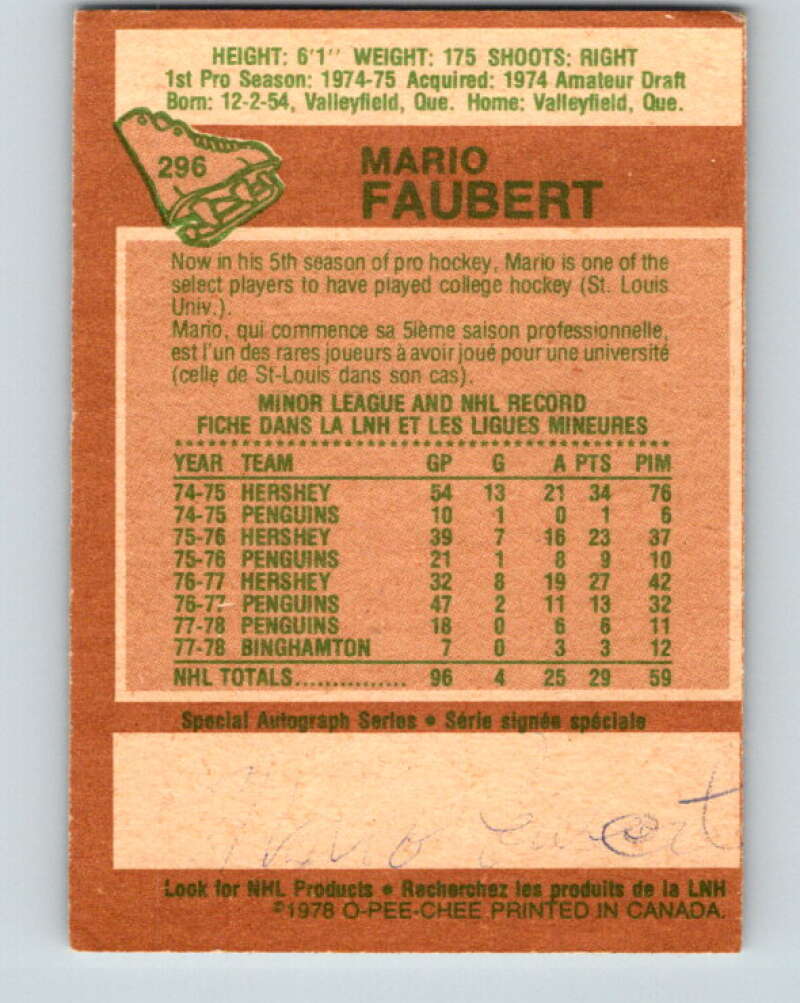 HEIGHT: 6'1" WEIGHT: 175 SHOOTS: RIGHT
1st Pro Season: 1974-75 Acquired: 1974 Amateur Draft
Born: 12-2-54, Valleyfield, Que. Home: Valleyfield, Que.
296
MARIO
FAUBERT
Now in his 5th season of pro hockey, Mario is one of the
select players to have played college hockey (St. Louis
Univ.).
Mario, qui commence sa 5ième saison professionnelle,
est l'un des rares joueurs à avoir joué pour une université
(celle de St-Louis dans son cas).
MINOR LEAGUE AND NHL RECORD
FICHE DANS LA LNH ET LES LIGUES MINEURES
YEAR TEAM GP G A PTS PIM
74-75 HERSHEY 54 13 21 34 76
74-75 PENGUINS 10 1 0 1 6
75-76 HERSHEY 39 7 16 23 37
75-76 PENGUINS 21 1 8 9 10
76-77 HERSHEY 32 8 19 27 42
76-77 PENGUINS 47 2 11 13 32
77-78 PENGUINS 18 0 6 6 11
77-78 BINGHAMTON 7 0 3 3 12
NHL TOTALS............... 96 4 25 29 59
Special Autograph Series • Série signée spéciale
Look for NHL Products • Recherchez les produits de la LNH
©1978 O-PEE-CHEE PRINTED IN CANADA.